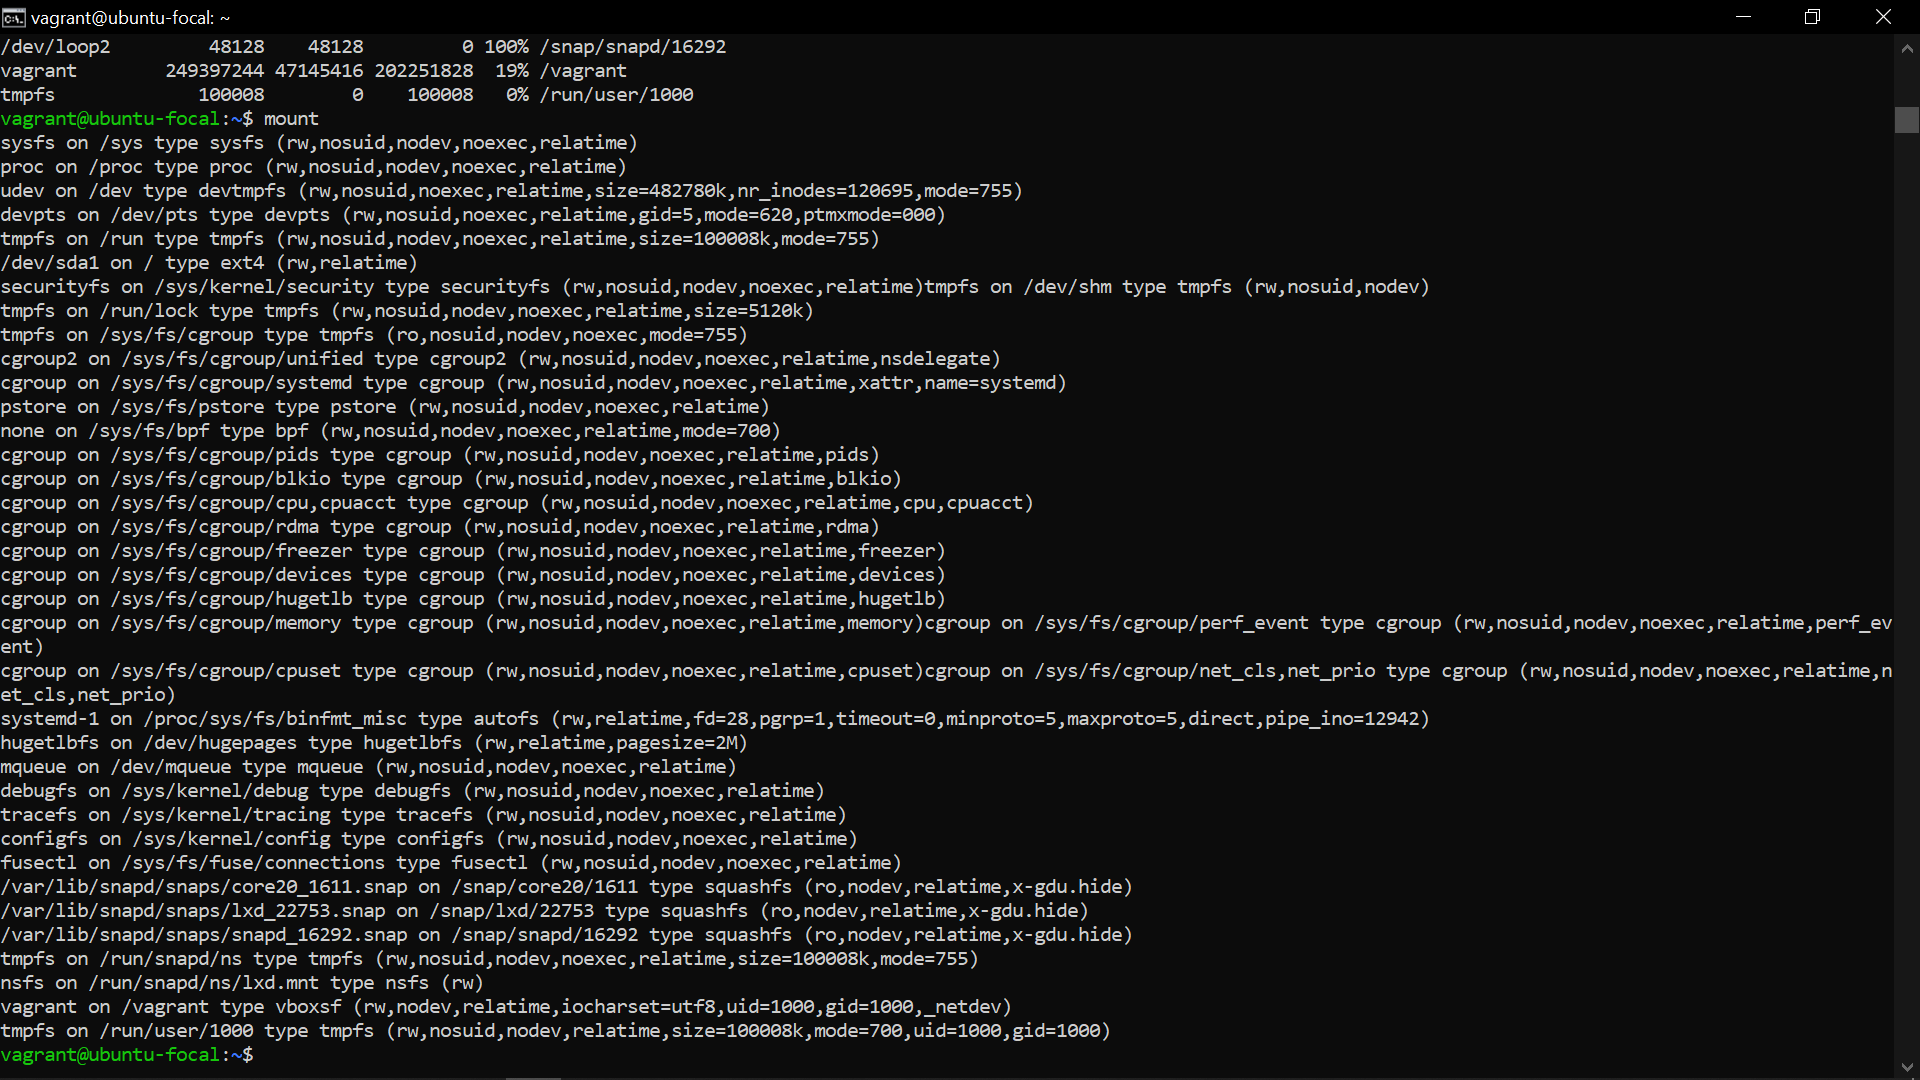 vagrant@ubuntu-focal: ~
/dev/loop2         48128    48128         0 100% /snap/snapd/16292
vagrant        249397244 47145416 202251828  19% /vagrant
tmpfs             100008        0    100008   0% /run/user/1000
vagrant@ubuntu-focal:~$ mount
sysfs on /sys type sysfs (rw,nosuid,nodev,noexec,relatime)
proc on /proc type proc (rw,nosuid,nodev,noexec,relatime)
udev on /dev type devtmpfs (rw,nosuid,noexec,relatime,size=482780k,nr_inodes=120695,mode=755)
devpts on /dev/pts type devpts (rw,nosuid,noexec,relatime,gid=5,mode=620,ptmxmode=000)
tmpfs on /run type tmpfs (rw,nosuid,nodev,noexec,relatime,size=100008k,mode=755)
/dev/sda1 on / type ext4 (rw,relatime)
securityfs on /sys/kernel/security type securityfs (rw,nosuid,nodev,noexec,relatime)tmpfs on /dev/shm type tmpfs (rw,nosuid,nodev)
tmpfs on /run/lock type tmpfs (rw,nosuid,nodev,noexec,relatime,size=5120k)
tmpfs on /sys/fs/cgroup type tmpfs (ro,nosuid,nodev,noexec,mode=755)
cgroup2 on /sys/fs/cgroup/unified type cgroup2 (rw,nosuid,nodev,noexec,relatime,nsdelegate)
cgroup on /sys/fs/cgroup/systemd type cgroup (rw,nosuid,nodev,noexec,relatime,xattr,name=systemd)
pstore on /sys/fs/pstore type pstore (rw,nosuid,nodev,noexec,relatime)
none on /sys/fs/bpf type bpf (rw,nosuid,nodev,noexec,relatime,mode=700)
cgroup on /sys/fs/cgroup/pids type cgroup (rw,nosuid,nodev,noexec,relatime,pids)
cgroup on /sys/fs/cgroup/blkio type cgroup (rw,nosuid,nodev,noexec,relatime,blkio)
cgroup on /sys/fs/cgroup/cpu,cpuacct type cgroup (rw,nosuid,nodev,noexec,relatime,cpu,cpuacct)
cgroup on /sys/fs/cgroup/rdma type cgroup (rw,nosuid,nodev,noexec,relatime,rdma)
cgroup on /sys/fs/cgroup/freezer type cgroup (rw,nosuid,nodev,noexec,relatime,freezer)
cgroup on /sys/fs/cgroup/devices type cgroup (rw,nosuid,nodev,noexec,relatime,devices)
cgroup on /sys/fs/cgroup/hugetlb type cgroup (rw,nosuid,nodev,noexec,relatime,hugetlb)
cgroup on /sys/fs/cgroup/memory type cgroup (rw,nosuid,nodev,noexec,relatime,memory)cgroup on /sys/fs/cgroup/perf_event type cgroup (rw,nosuid,nodev,noexec,relatime,perf_ev
ent)
cgroup on /sys/fs/cgroup/cpuset type cgroup (rw,nosuid,nodev,noexec,relatime,cpuset)cgroup on /sys/fs/cgroup/net_cls,net_prio type cgroup (rw,nosuid,nodev,noexec,relatime,n
et_cls,net_prio)
systemd-1 on /proc/sys/fs/binfmt_misc type autofs (rw,relatime,fd=28,pgrp=1,timeout=0,minproto=5,maxproto=5,direct,pipe_ino=12942)
hugetlbfs on /dev/hugepages type hugetlbfs (rw,relatime,pagesize=2M)
mqueue on /dev/mqueue type mqueue (rw,nosuid,nodev,noexec,relatime)
debugfs on /sys/kernel/debug type debugfs (rw,nosuid,nodev,noexec,relatime)
tracefs on /sys/kernel/tracing type tracefs (rw,nosuid,nodev,noexec,relatime)
configfs on /sys/kernel/config type configfs (rw,nosuid,nodev,noexec,relatime)
fusectl on /sys/fs/fuse/connections type fusectl (rw,nosuid,nodev,noexec,relatime)
/var/lib/snapd/snaps/core20_1611.snap on /snap/core20/1611 type squashfs (ro,nodev,relatime,x-gdu.hide)
/var/lib/snapd/snaps/lxd_22753.snap on /snap/lxd/22753 type squashfs (ro,nodev,relatime,x-gdu.hide)
/var/lib/snapd/snaps/snapd_16292.snap on /snap/snapd/16292 type squashfs (ro,nodev,relatime,x-gdu.hide)
tmpfs on /run/snapd/ns type tmpfs (rw,nosuid,nodev,noexec,relatime,size=100008k,mode=755)
nsfs on /run/snapd/ns/lxd.mnt type nsfs (rw)
vagrant on /vagrant type vboxsf (rw,nodev,relatime,iocharset=utf8,uid=1000,gid=1000,_netdev)
tmpfs on /run/user/1000 type tmpfs (rw,nosuid,nodev,relatime,size=100008k,mode=700,uid=1000,gid=1000)
vagrant@ubuntu-focal:~$